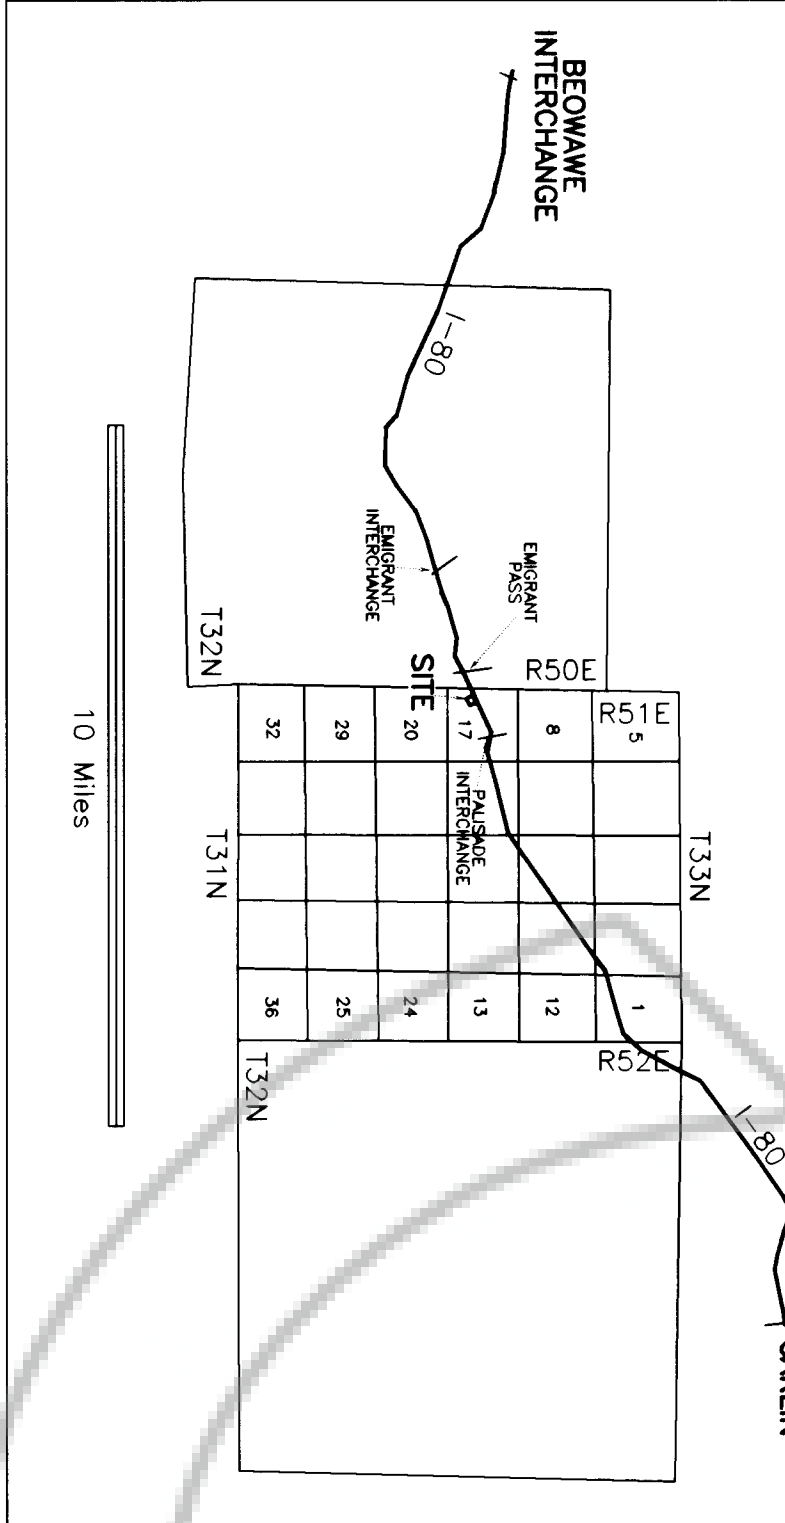 BEOWAWE
INTERCHANGE
I-80
EMIGRANT
INTERCHANGE
EMIGRANT
PASS
SITE
T32N
R50E
R51E
5
8
17
20
29
32
PALISADE
INTERCHANGE
T33N
T31N
1
12
13
24
25
36
R52E
T32N
I-80
10 Miles